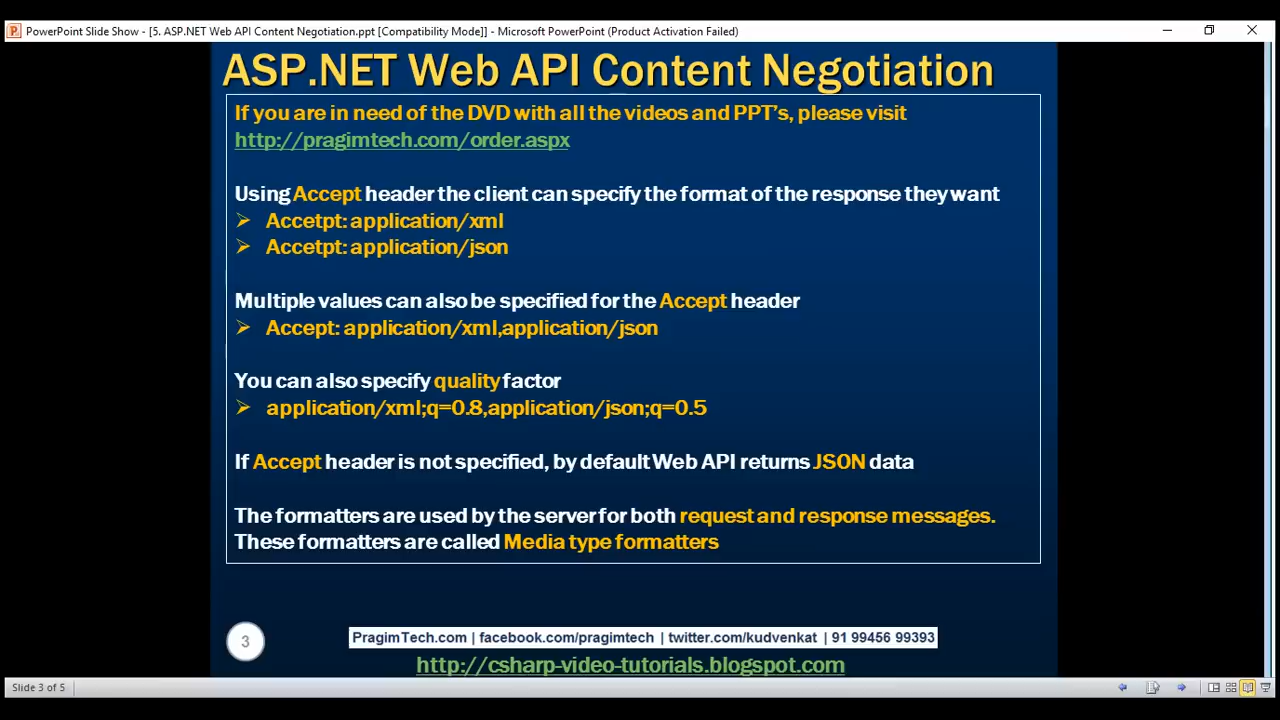 PowerPoint Slide Show - [5. ASP.NET Web API Content Negotiation.ppt [Compatibility Mode]] - Microsoft PowerPoint (Product Activation Failed)
ASP.NET Web API Content Negotiation
If you are in need of the DVD with all the videos and PPT's, please visit
http://pragimtech.com/order.aspx
Using Accept header the client can specify the format of the response they want
➢ Accetpt: application/xml
➢ Accetpt: application/json
Multiple values can also be specified for the Accept header
➢ Accept: application/xml,application/json
You can also specify quality factor
➢ application/xml;q=0.8,application/json;q=0.5
If Accept header is not specified, by default Web API returns JSON data
The formatters are used by the server for both request and response messages.
These formatters are called Media type formatters
3
PragimTech.com | facebook.com/pragimtech | twitter.com/kudvenkat | 91 99456 99393
http://csharp-video-tutorials.blogspot.com
Slide 3 of 5